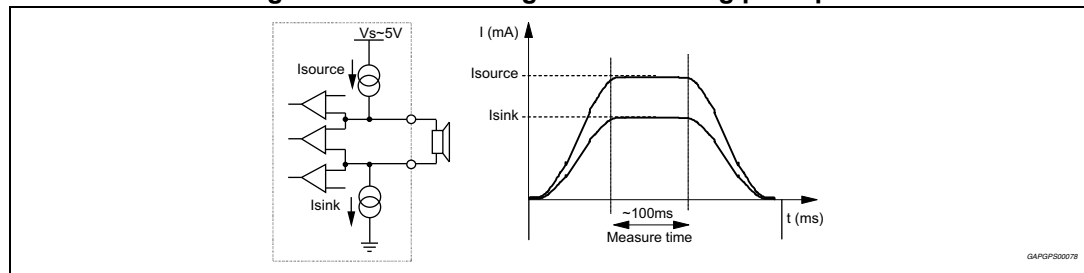 Vs~5V
Isource
Isink
I (mA)
Isource
Isink
~100ms
Measure time
t (ms)
GAPGPS00078